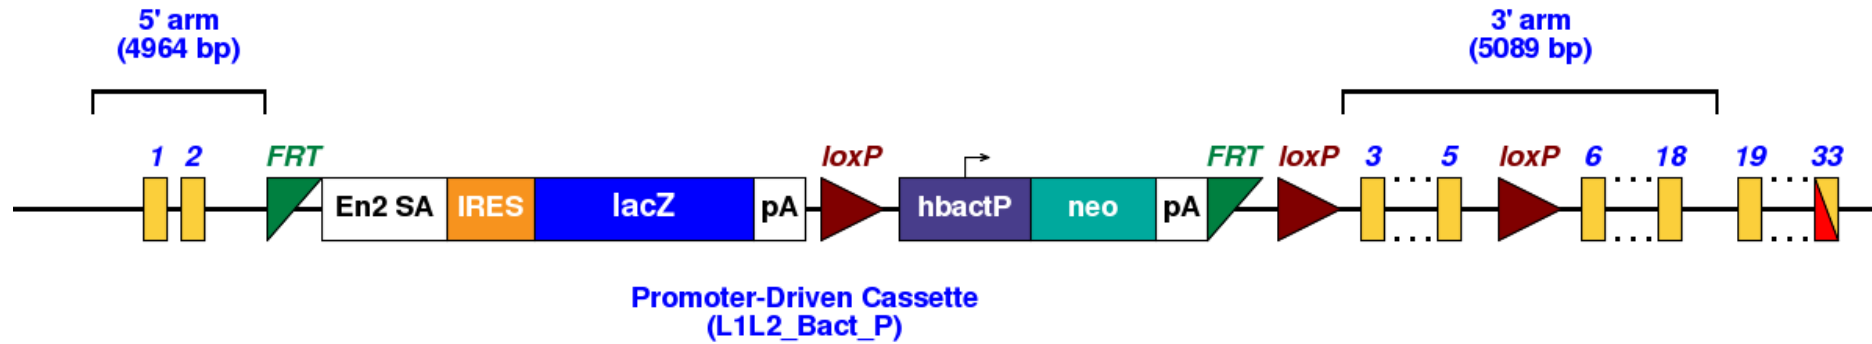 5' arm
(4964 bp)
3' arm
(5089 bp)
1 2 FRT loxP FRT loxP 3 5 loxP 6 18 19 33
En2 SA IRES lacZ pA hbactP neo pA
Promoter-Driven Cassette
(L1L2_Bact_P)